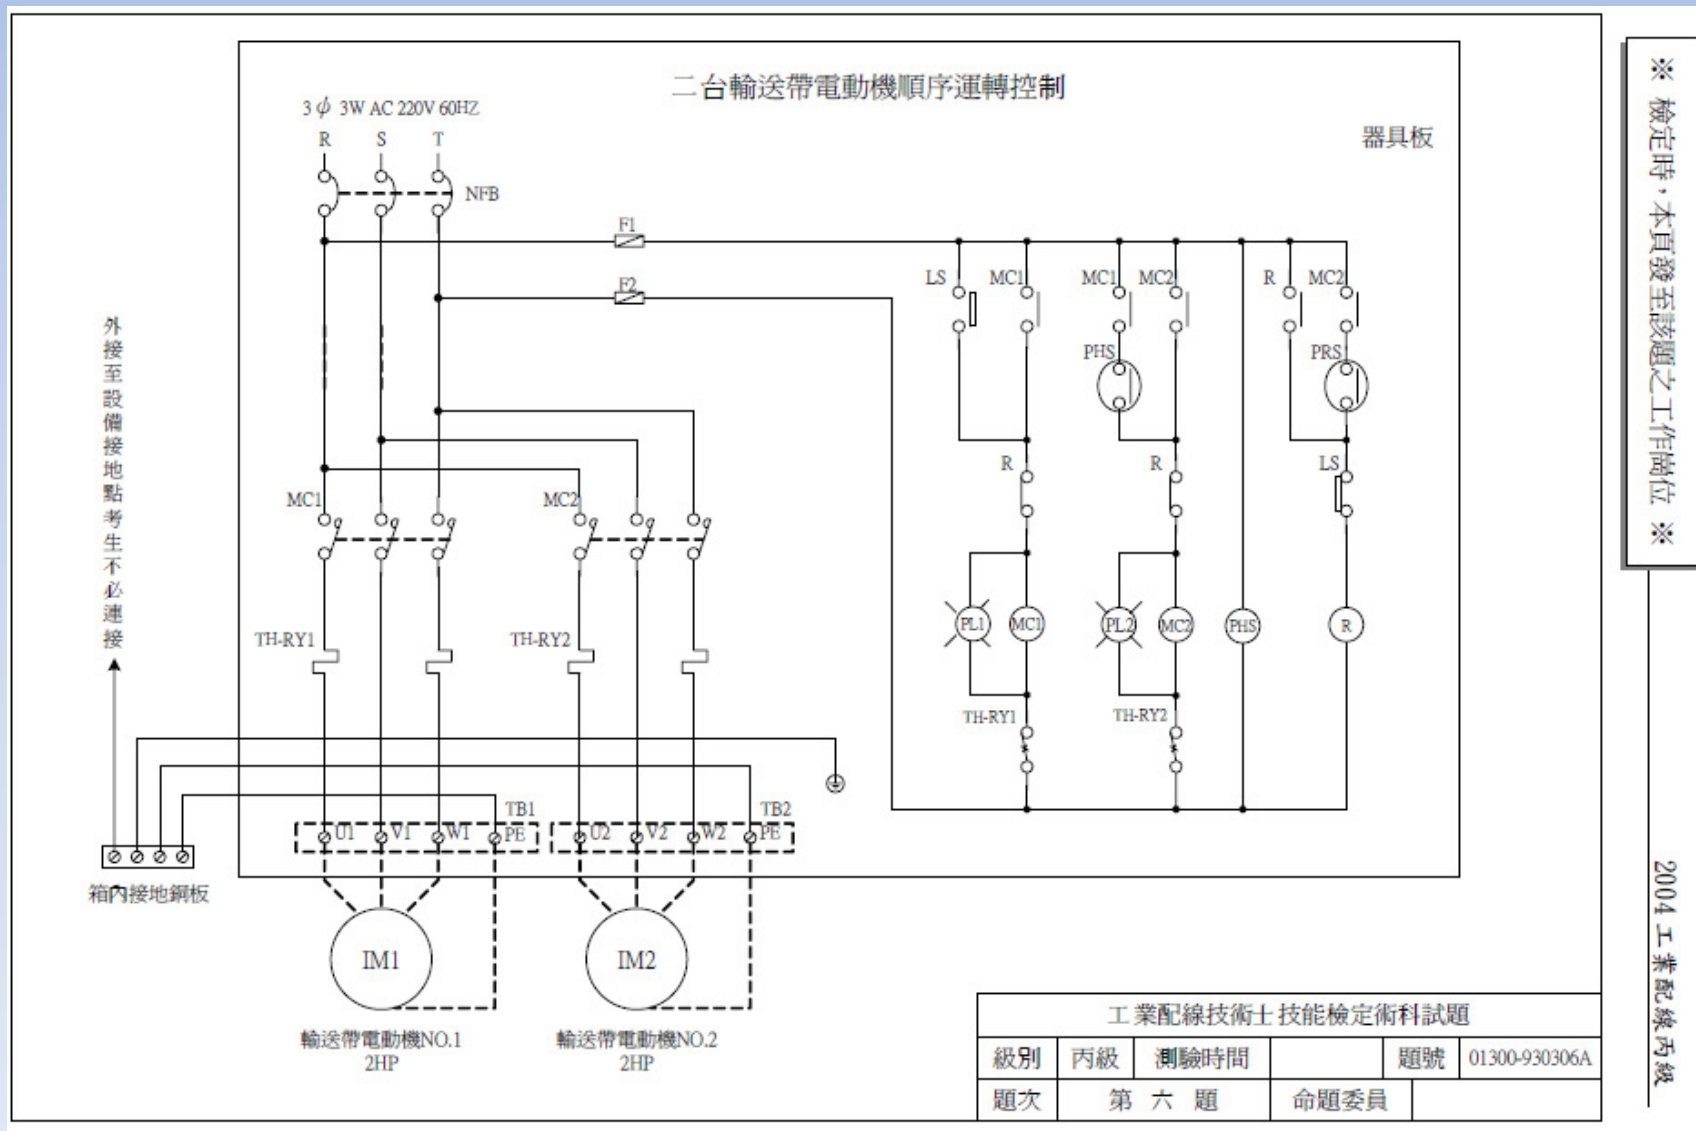 二台輸送帶電動機順序運轉控制
器具板
3ϕ 3W AC 220V 60HZ
R S T
NFB
F1
F2
LS MC1 MC1 MC2 R MC2
PHS PRS
R R LS
MC1 MC2
PL1 MC1 PL2 MC2 PHS R
TH-RY1 TH-RY2
TH-RY1 TH-RY2
TB1 TB2
U1 V1 W1 PE U2 V2 W2 PE
外接至設備接地點考生不必連接
箱內接地銅板
IM1 IM2
輸送帶電動機NO.1
2HP
輸送帶電動機NO.2
2HP
工業配線技術士技能檢定術科試題
級別 丙級 測驗時間 題號 01300-930306A
題次 第六題 命題委員
※ 檢定時，本頁發至該題之工作崗位 ※
2004 工業配線丙級